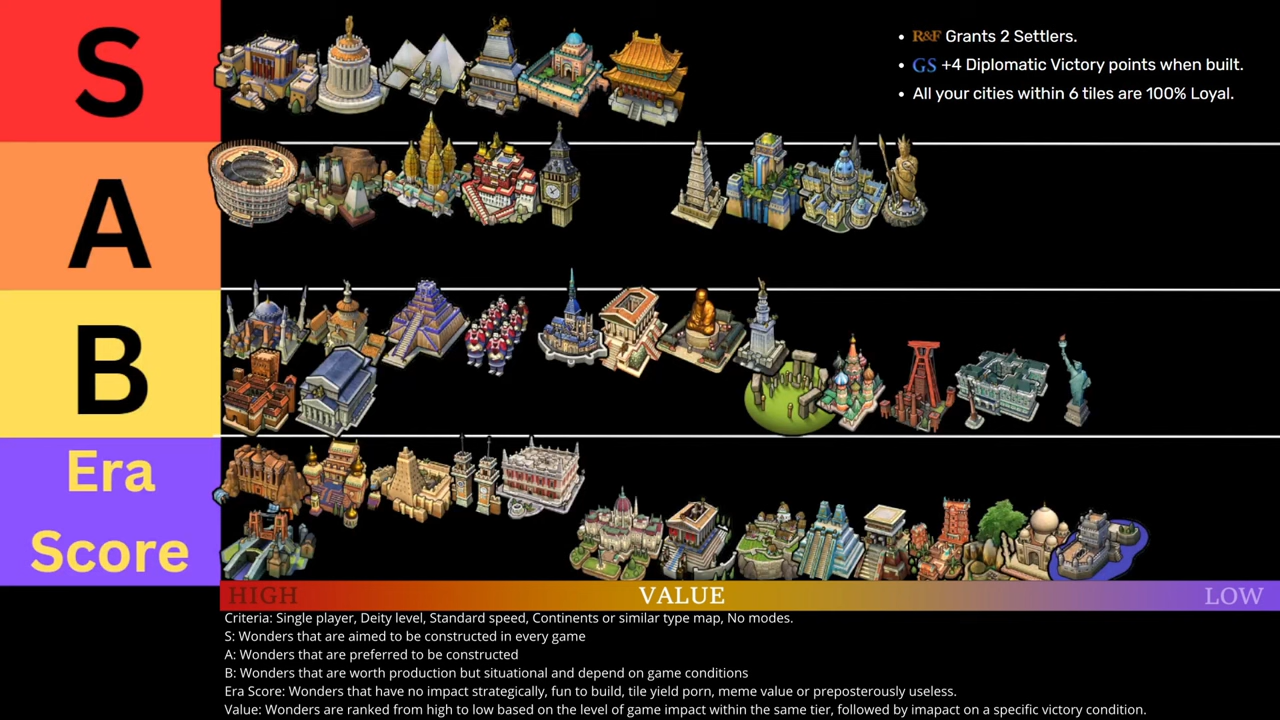 S
R&F Grants 2 Settlers.
GS +4 Diplomatic Victory points when built.
All your cities within 6 tiles are 100% Loyal.
A
B
Era
Score
HIGH VALUE LOW
Criteria: Single player, Deity level, Standard speed, Continents or similar type map, No modes.
S: Wonders that are aimed to be constructed in every game
A: Wonders that are preferred to be constructed
B: Wonders that are worth production but situational and depend on game conditions
Era Score: Wonders that have no impact strategically, fun to build, tile yield porn, meme value or preposterously useless.
Value: Wonders are ranked from high to low based on the level of game impact within the same tier, followed by imapact on a specific victory condition.